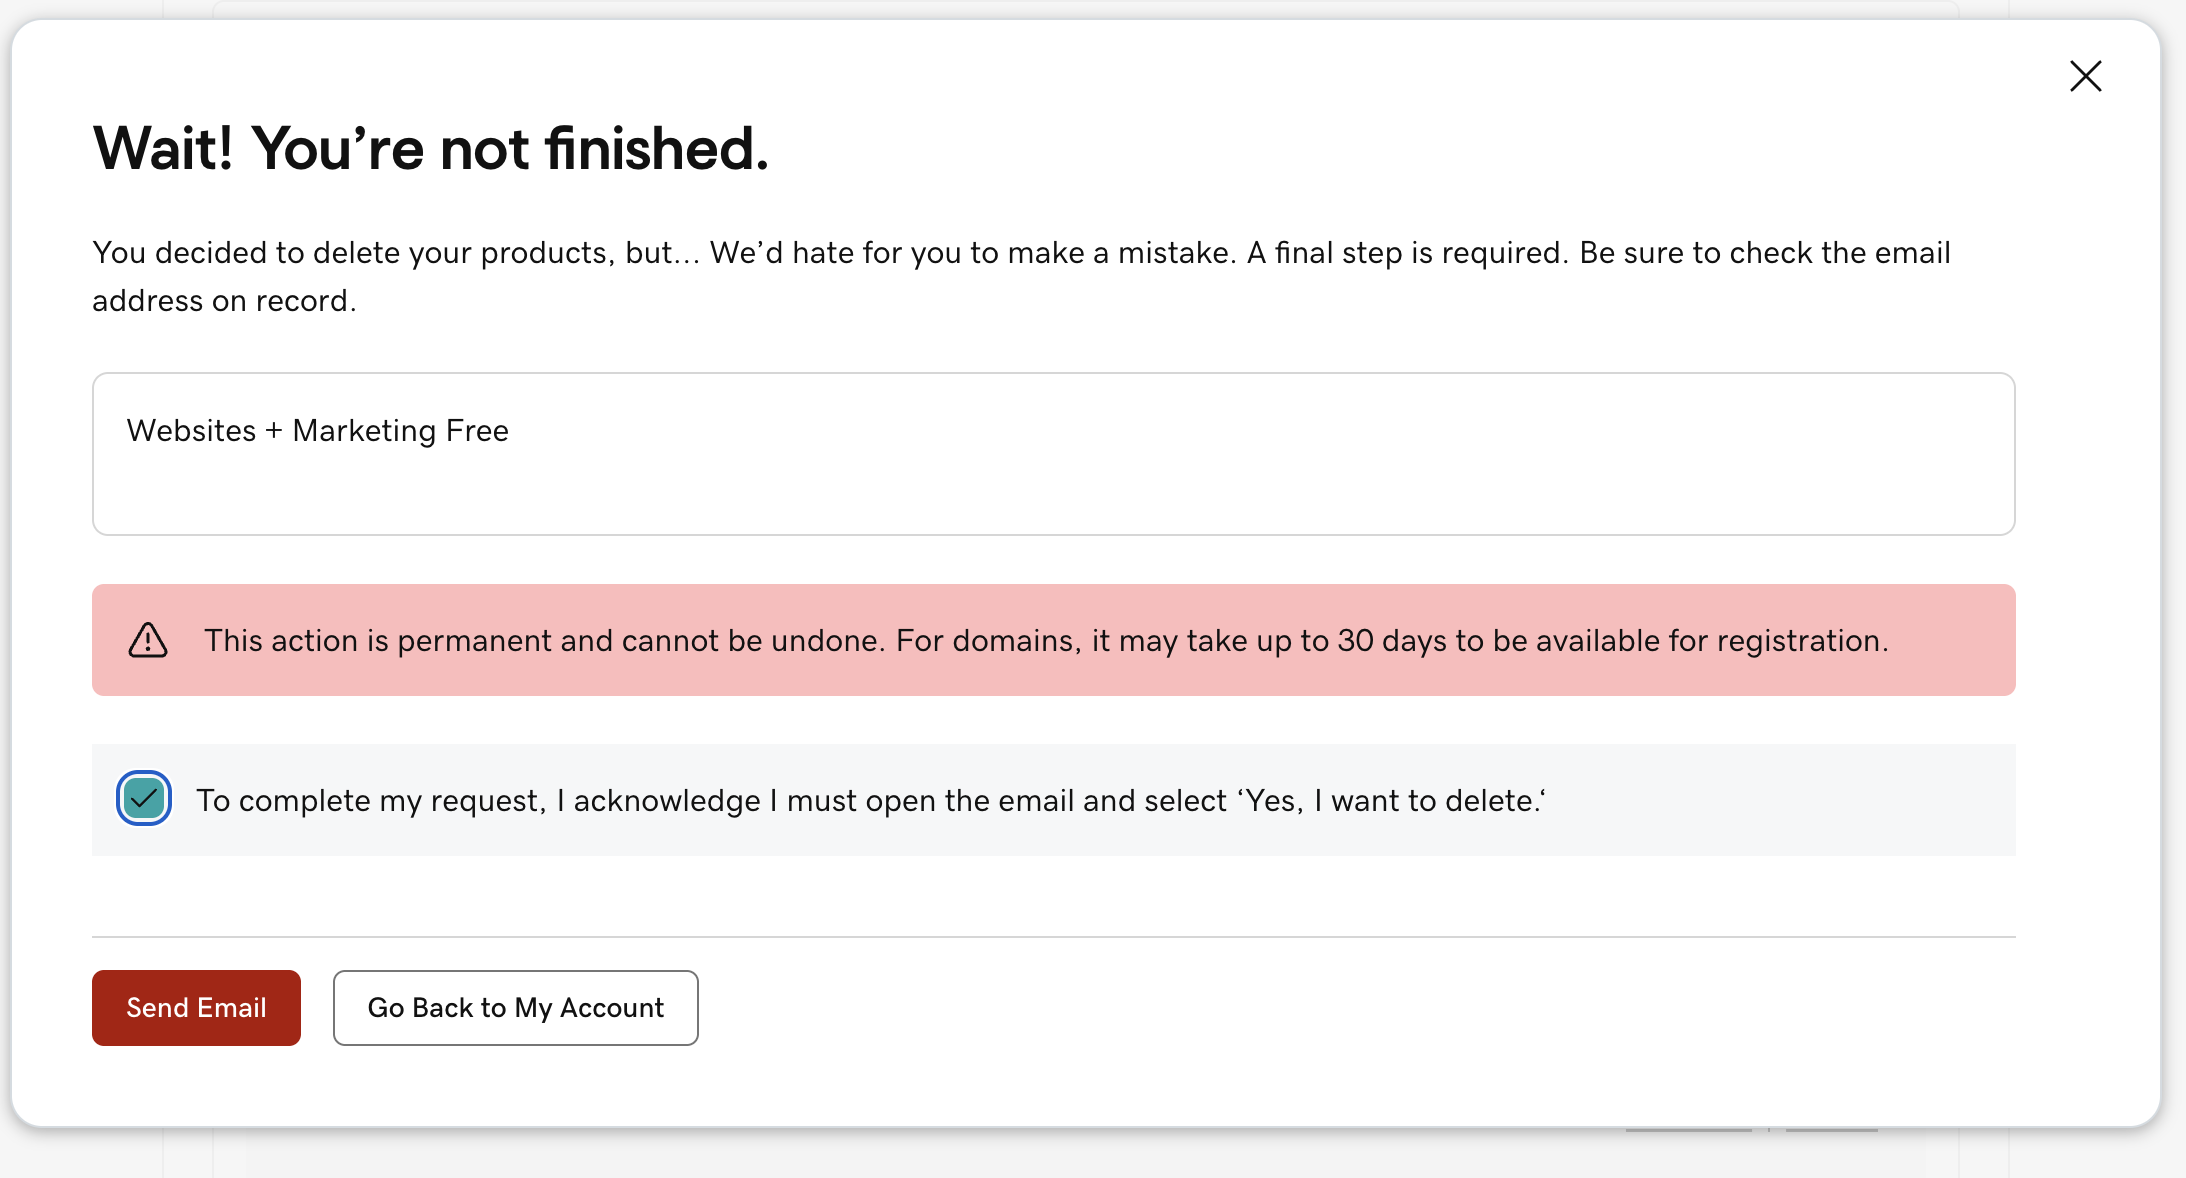 Wait! You’re not finished.
You decided to delete your products, but... We’d hate for you to make a mistake. A final step is required. Be sure to check the email
address on record.
Websites + Marketing Free
This action is permanent and cannot be undone. For domains, it may take up to 30 days to be available for registration.
To complete my request, I acknowledge I must open the email and select ‘Yes, I want to delete.‘
Send Email
Go Back to My Account